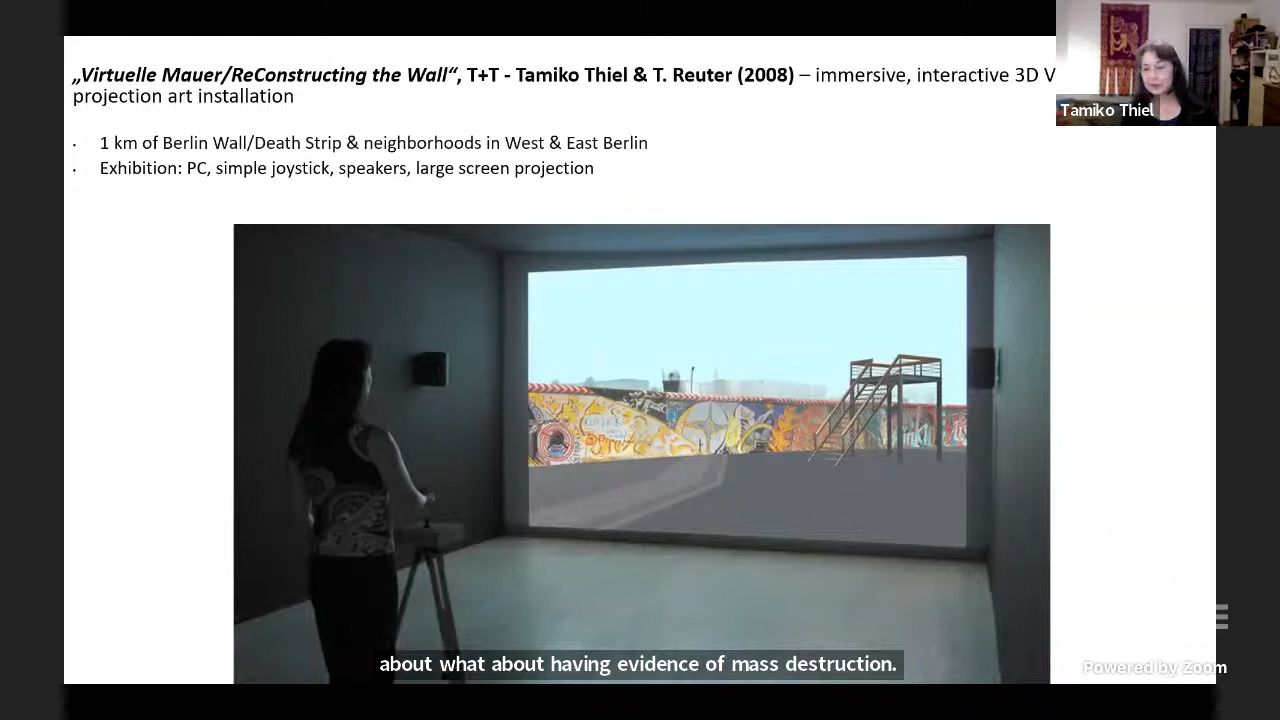 „Virtuelle Mauer/ReConstructing the Wall“, T+T - Tamiko Thiel & T. Reuter (2008) – immersive, interactive 3D V
projection art installation
Tamiko Thiel
· 1 km of Berlin Wall/Death Strip & neighborhoods in West & East Berlin
· Exhibition: PC, simple joystick, speakers, large screen projection
about what about having evidence of mass destruction.
Powered by Zoom